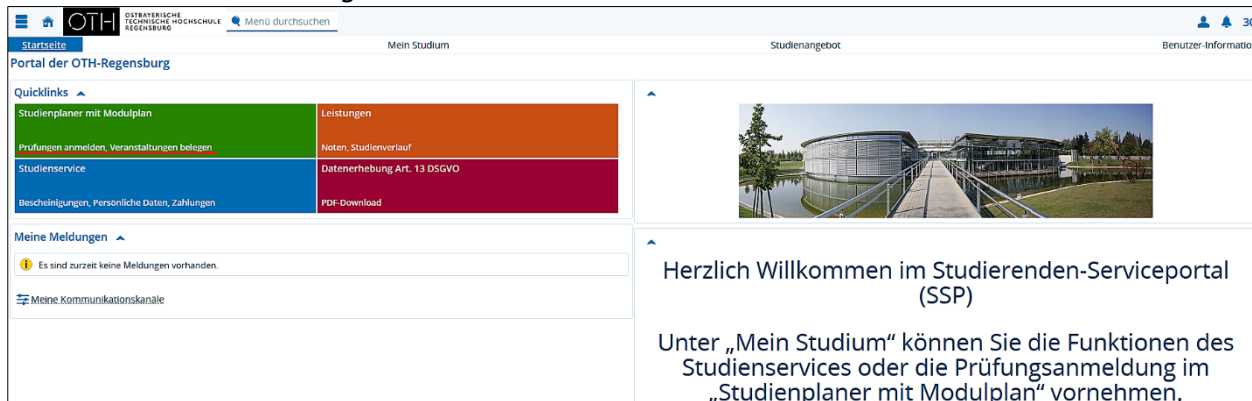 OTH
OSTBAYERISCHE
TECHNISCHE HOCHSCHULE
REGENSBURG
Menü durchsuchen
30
Startseite
Mein Studium
Studienangebot
Benutzer-Informatio
Portal der OTH-Regensburg
Quicklinks
Studienplaner mit Modulplan
Prüfungen anmelden, Veranstaltungen belegen
Leistungen
Noten, Studienverlauf
Studienservice
Bescheinigungen, Persönliche Daten, Zahlungen
Datenerhebung Art. 13 DSGVO
PDF-Download
Meine Meldungen
Es sind zurzeit keine Meldungen vorhanden.
Meine Kommunikationskanäle
Herzlich Willkommen im Studierenden-Serviceportal
(SSP)
Unter „Mein Studium“ können Sie die Funktionen des
Studienservices oder die Prüfungsanmeldung im
„Studienplaner mit Modulplan“ vornehmen.